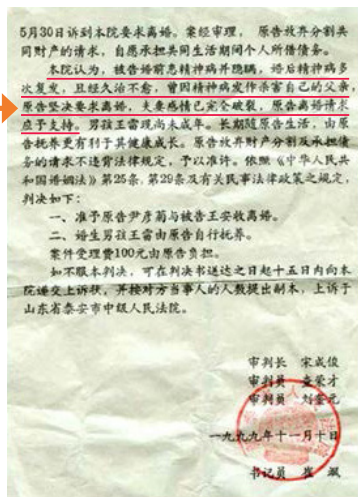 5月30日诉到本院要求离婚。案经审理，原告放弃分割共
同财产的请求，自愿承担共同生活期间个人所借债务。
本院认为，被告婚前患精神病并隐瞒，婚后精神病多
次复发，且经久治不愈，曾因精神病发作杀害自己的父亲，
原告坚决要求离婚，夫妻感情已完全破裂，原告离婚请求
应予支持。男孩王雷现尚未成年。长期随原告生活，由原
告抚养更有利于其健康成长。原告放弃财产分割及承担债
务的请求不违背法律规定，予以准许。依照《中华人民共
和国婚姻法》第25条，第29条及有关民事法律政策之规定，
判决如下：
一、准予原告尹彦菊与被告王安收离婚。
二、婚生男孩王雷由原告自行抚养。
案件受理费100元由原告负担。
如不服本判决，可在判决书送达之日起十五日内向本
院递交上诉状，并按对方当事人的人数提出副本，上诉于
山东省泰安市中级人民法院。
审判长 宋成俊
审判员 查荣才
审判员 刘奎元
一九九九年十一月十日
书记员 崔飒